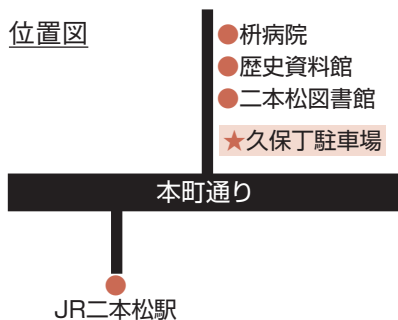 位置図
●枡病院
●歴史資料館
●二本松図書館
★久保丁駐車場
本町通り
JR二本松駅